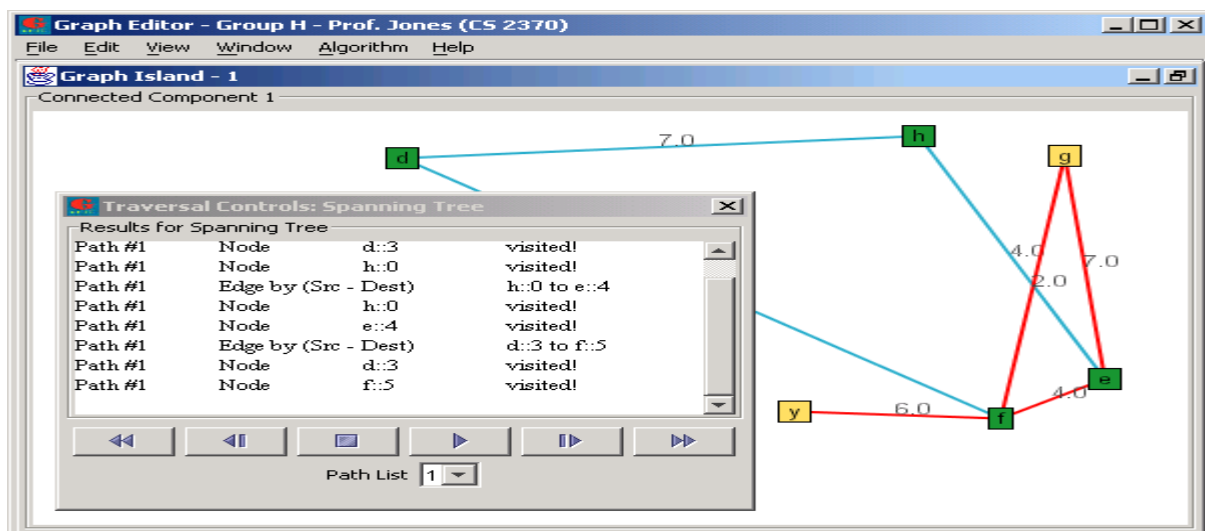 Graph Editor - Group H - Prof. Jones (CS 2370)
File Edit View Window Algorithm Help
Graph Island - 1
Connected Component 1
d
7.0
h
g
Traversal Controls: Spanning Tree
Results for Spanning Tree
Path #1 Node d::3 visited!
Path #1 Node h::0 visited!
Path #1 Edge by (Src - Dest) h::0 to e::4
Path #1 Node h::0 visited!
Path #1 Node e::4 visited!
Path #1 Edge by (Src - Dest) d::3 to f::5
Path #1 Node d::3 visited!
Path #1 Node f::5 visited!
Path List 1
4.0
7.0
2.0
e
4.0
y
6.0
f